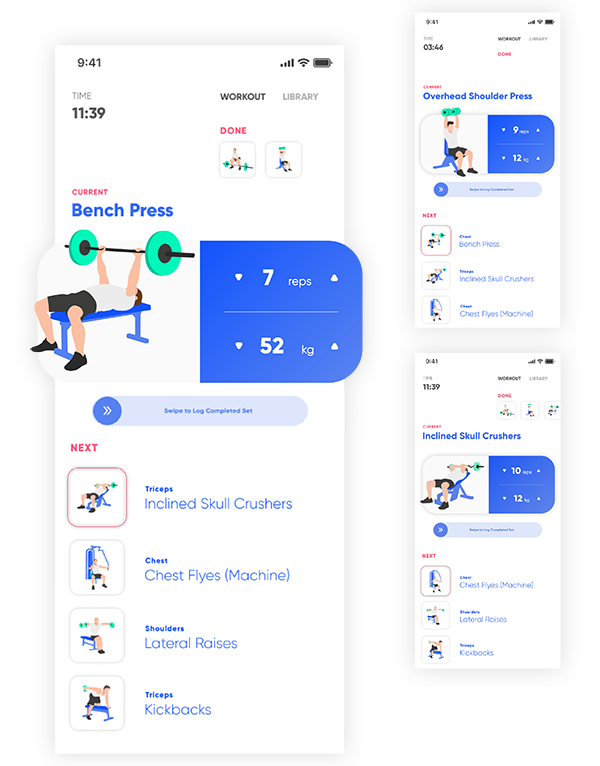 9:41
TIME
WORKOUT LIBRARY
11:39
DONE
CURRENT
Bench Press
7 reps
52 kg
Swipe to Log Completed Set
NEXT
Triceps
Inclined Skull Crushers
Chest
Chest Flyes (Machine)
Shoulders
Lateral Raises
Triceps
Kickbacks
9:41
TIME
WORKOUT LIBRARY
03:46
DONE
CURRENT
Overhead Shoulder Press
9 reps
12 kg
Swipe to Log Completed Set
NEXT
Chest
Bench Press
Triceps
Inclined Skull Crushers
Chest
Chest Flyes (Machine)
9:41
TIME
WORKOUT LIBRARY
11:39
DONE
CURRENT
Inclined Skull Crushers
10 reps
12 kg
Swipe to Log Completed Set
NEXT
Chest
Chest Flyes (Machine)
Shoulders
Lateral Raises
Triceps
Kickbacks